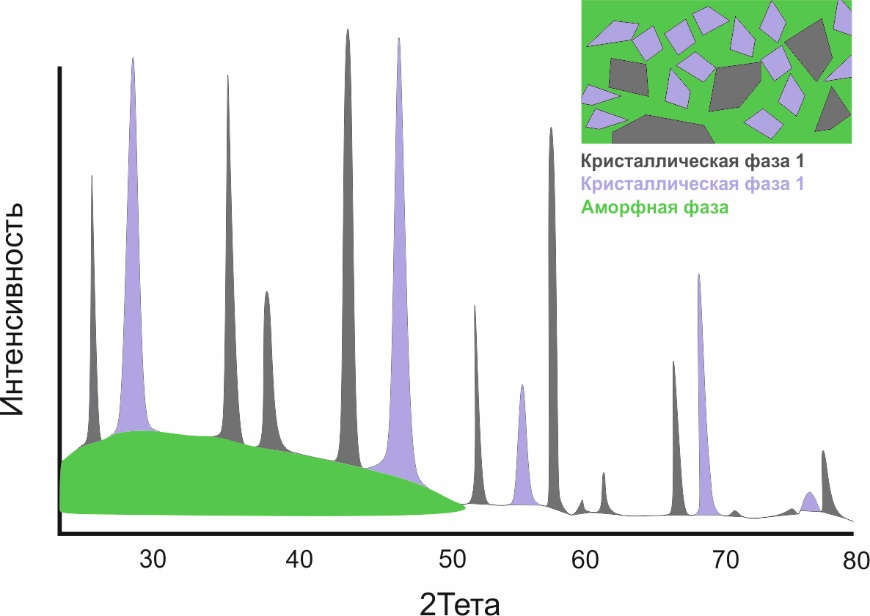 Кристаллическая фаза 1
Кристаллическая фаза 1
Аморфная фаза
Интенсивность
30 40 50 60 70 80
2Тета